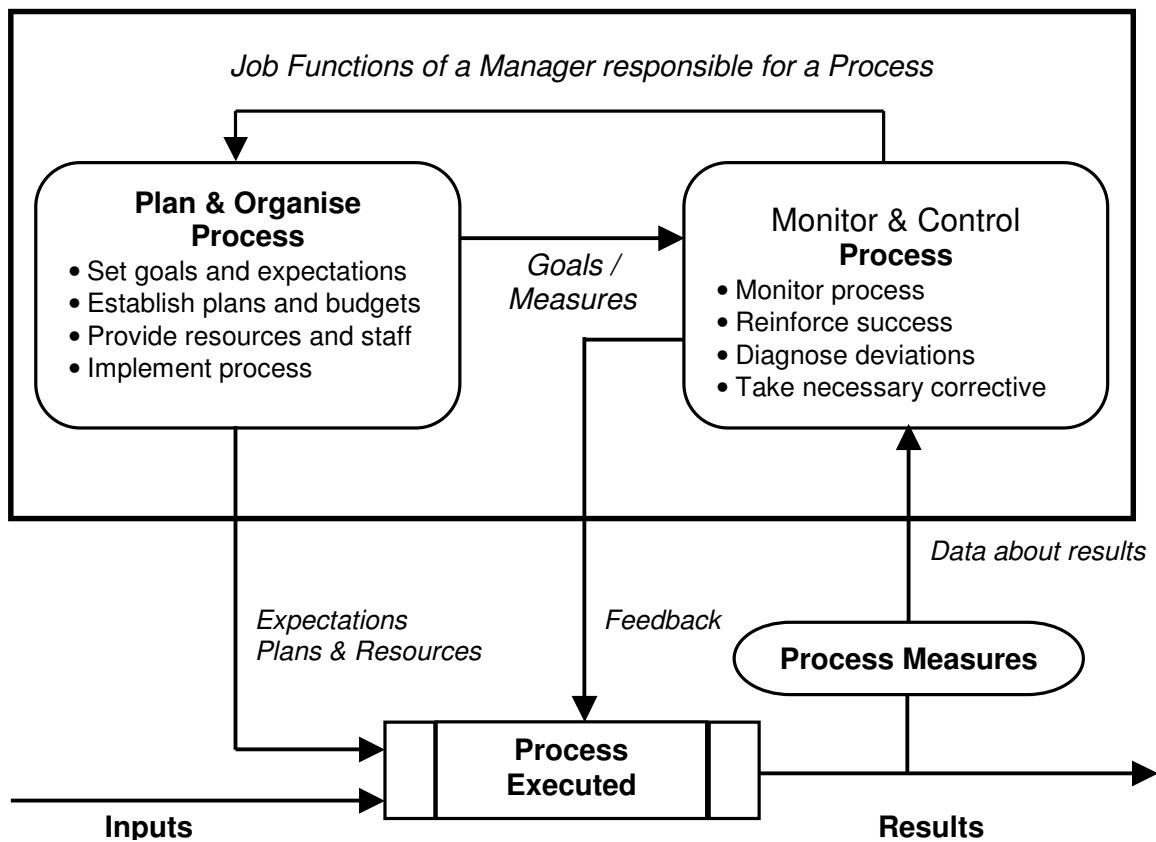 Job Functions of a Manager responsible for a Process
Plan & Organise
Process
• Set goals and expectations
• Establish plans and budgets
• Provide resources and staff
• Implement process
Goals /
Measures
Monitor & Control
Process
• Monitor process
• Reinforce success
• Diagnose deviations
• Take necessary corrective
Data about results
Expectations
Plans & Resources
Feedback
Process Measures
Process
Executed
Inputs
Results